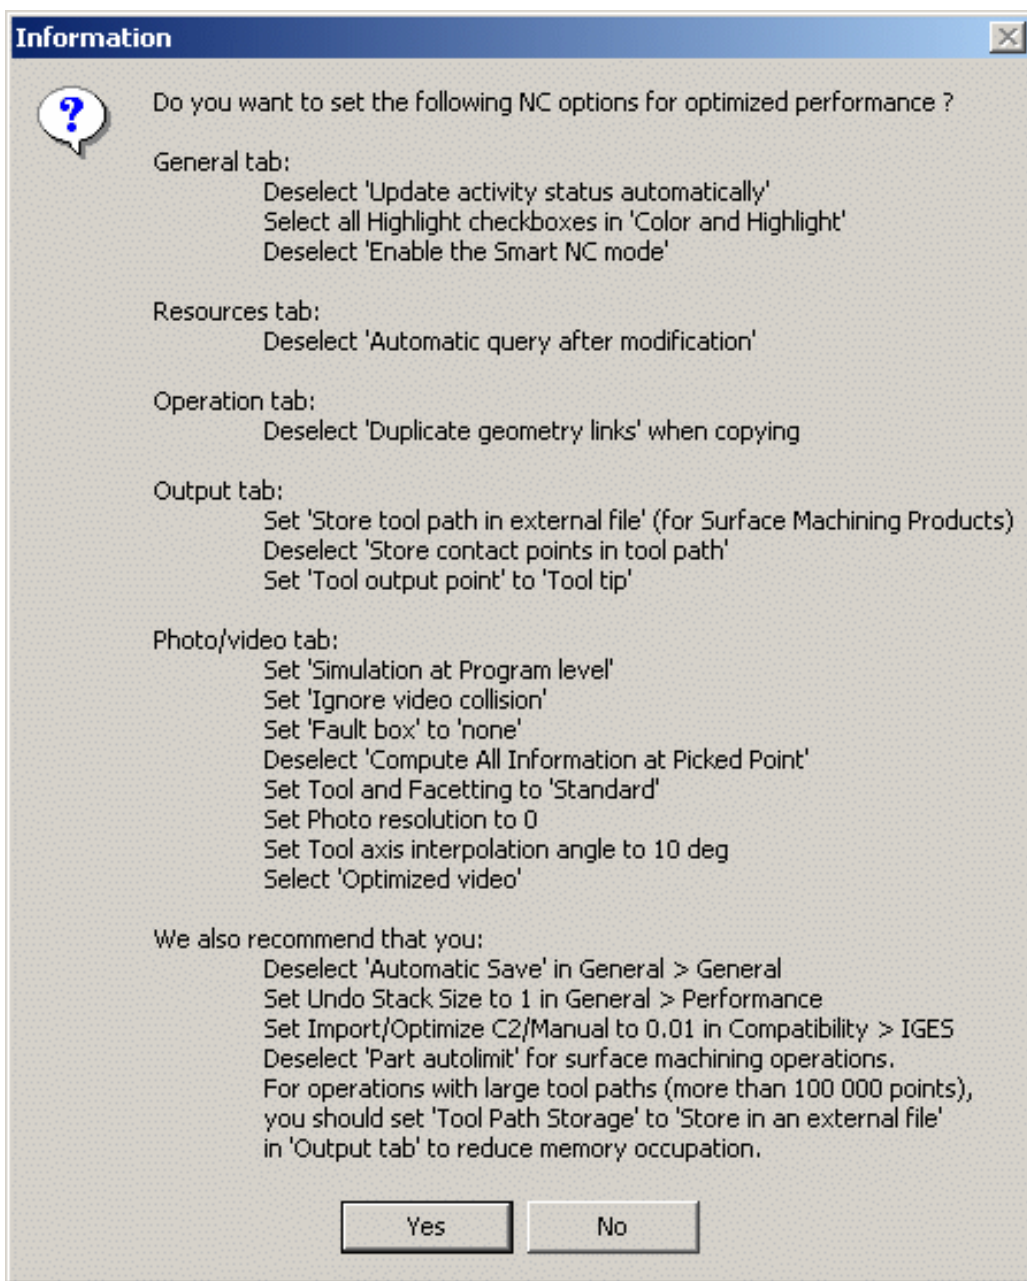 Information
Do you want to set the following NC options for optimized performance ?
General tab:
Deselect 'Update activity status automatically'
Select all Highlight checkboxes in 'Color and Highlight'
Deselect 'Enable the Smart NC mode'
Resources tab:
Deselect 'Automatic query after modification'
Operation tab:
Deselect 'Duplicate geometry links' when copying
Output tab:
Set 'Store tool path in external file' (for Surface Machining Products)
Deselect 'Store contact points in tool path'
Set 'Tool output point' to 'Tool tip'
Photo/video tab:
Set 'Simulation at Program level'
Set 'Ignore video collision'
Set 'Fault box' to 'none'
Deselect 'Compute All Information at Picked Point'
Set Tool and Facetting to 'Standard'
Set Photo resolution to 0
Set Tool axis interpolation angle to 10 deg
Select 'Optimized video'
We also recommend that you:
Deselect 'Automatic Save' in General > General
Set Undo Stack Size to 1 in General > Performance
Set Import/Optimize C2/Manual to 0.01 in Compatibility > IGES
Deselect 'Part autolimit' for surface machining operations.
For operations with large tool paths (more than 100 000 points),
you should set 'Tool Path Storage' to 'Store in an external file'
in 'Output tab' to reduce memory occupation.
Yes
No